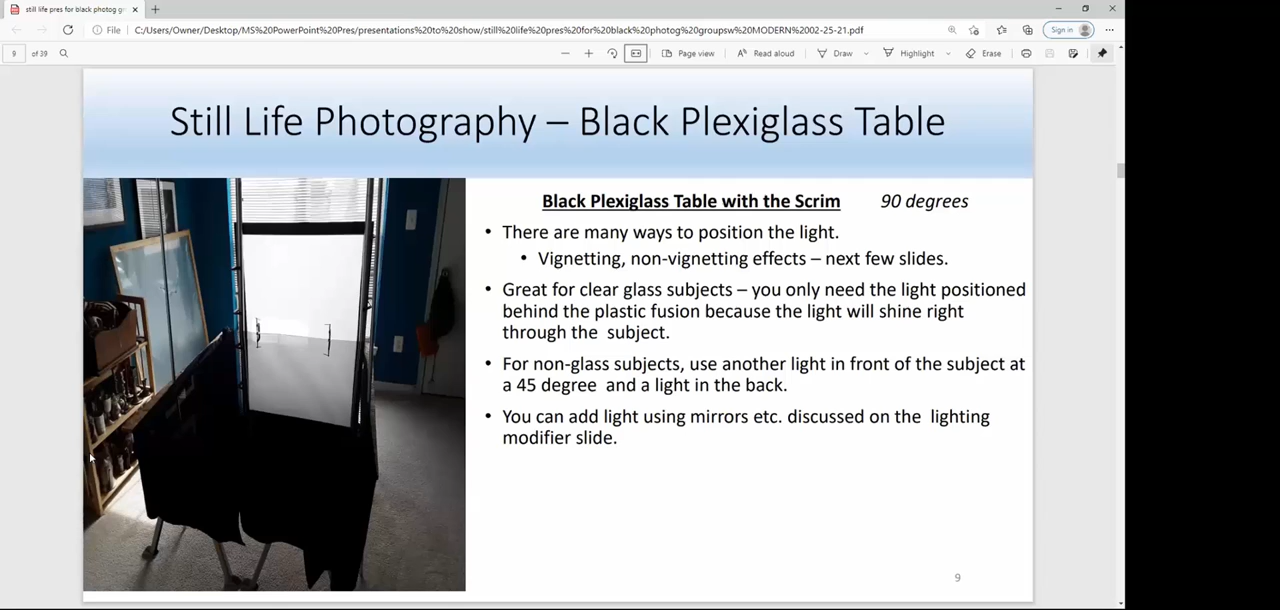 still life pres for black photog gr
File
C:/Users/Owner/Desktop/MS%20PowerPoint%20Pres/presentations%20to%20show/still%20life%20pres%20for%20black%20photog%20groupsw%20MODERN%2002-25-21.pdf
Sign in
9 of 39
Page view
Read aloud
Draw
Highlight
Erase
Still Life Photography – Black Plexiglass Table
Black Plexiglass Table with the Scrim 90 degrees
• There are many ways to position the light.
• Vignetting, non-vignetting effects – next few slides.
• Great for clear glass subjects – you only need the light positioned
behind the plastic fusion because the light will shine right
through the subject.
• For non-glass subjects, use another light in front of the subject at
a 45 degree and a light in the back.
• You can add light using mirrors etc. discussed on the lighting
modifier slide.
9